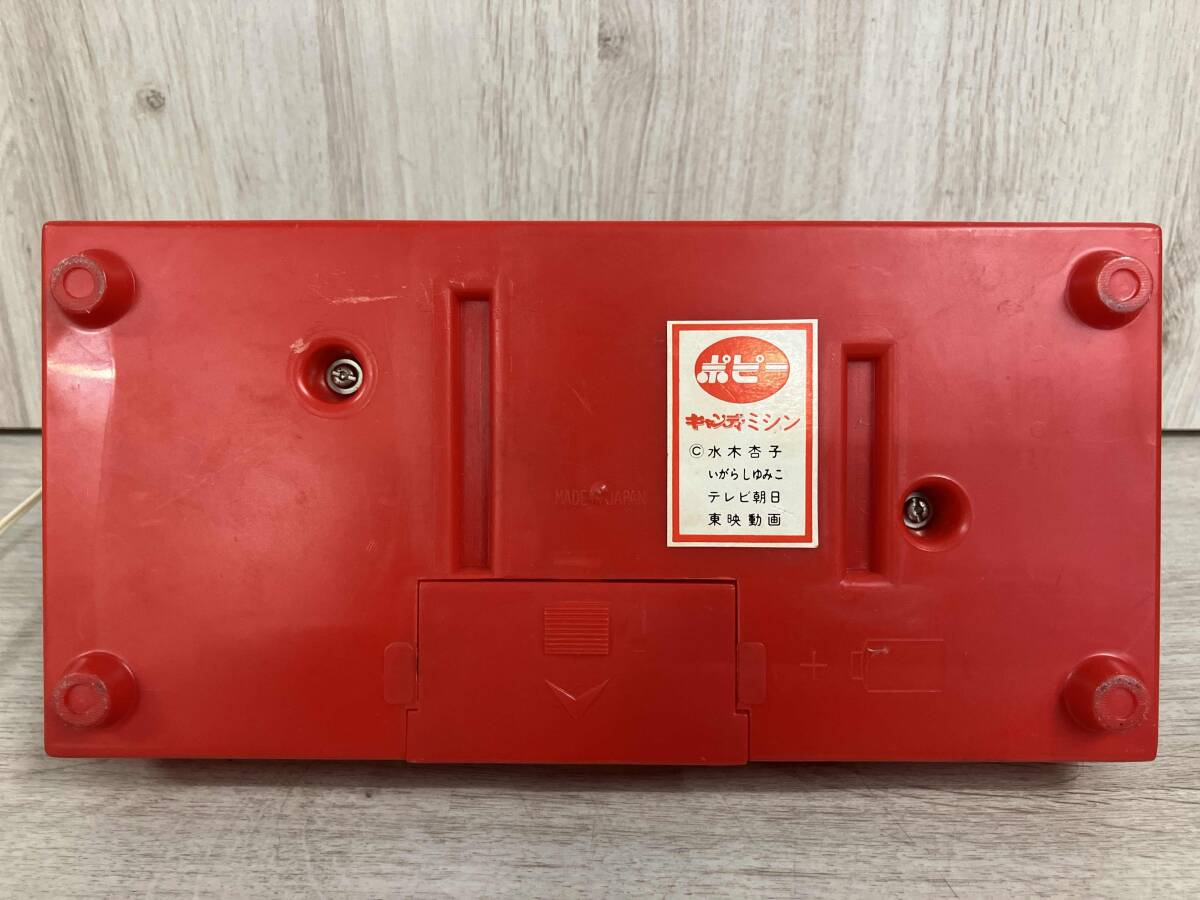 ポピー
キャンディ・ミシン
©水木杏子
いがらしゆみこ
テレビ朝日
東映動画
MADE IN JAPAN
+